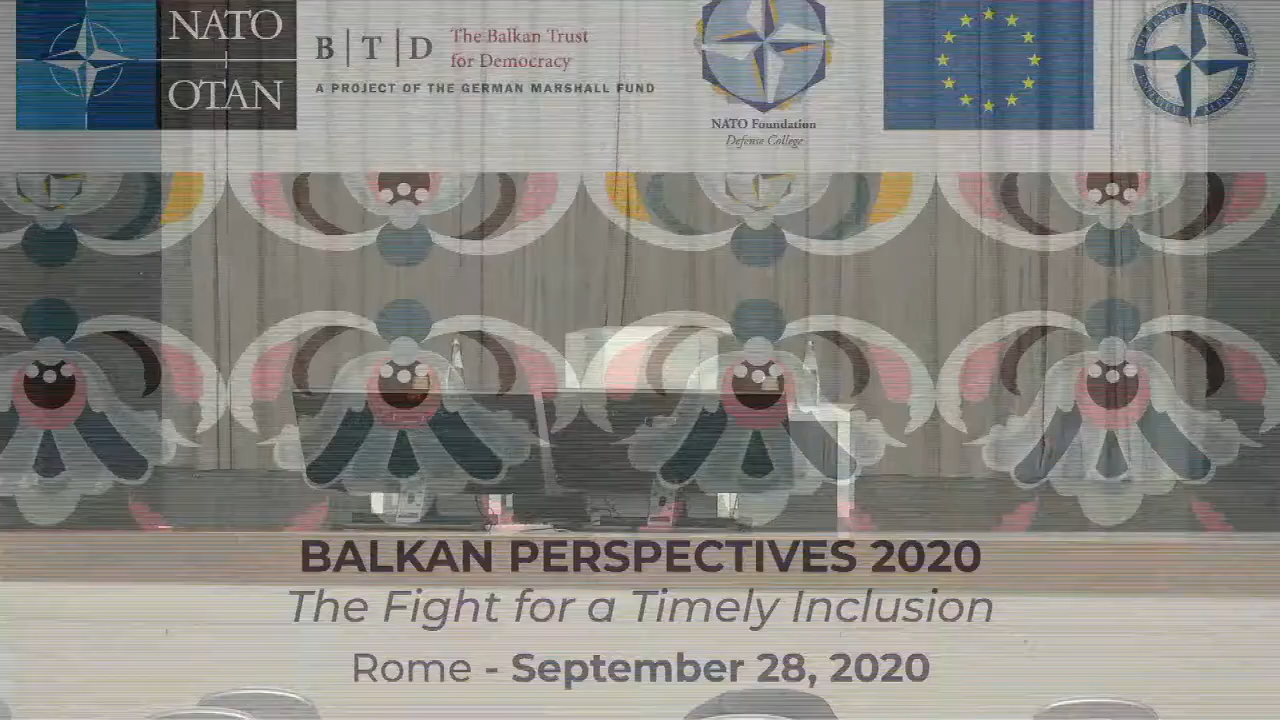 NATO
OTAN
B|T|D
The Balkan Trust
for Democracy
A PROJECT OF THE GERMAN MARSHALL FUND
NATO Foundation
Defense College
BALKAN PERSPECTIVES 2020
The Fight for a Timely Inclusion
Rome - September 28, 2020